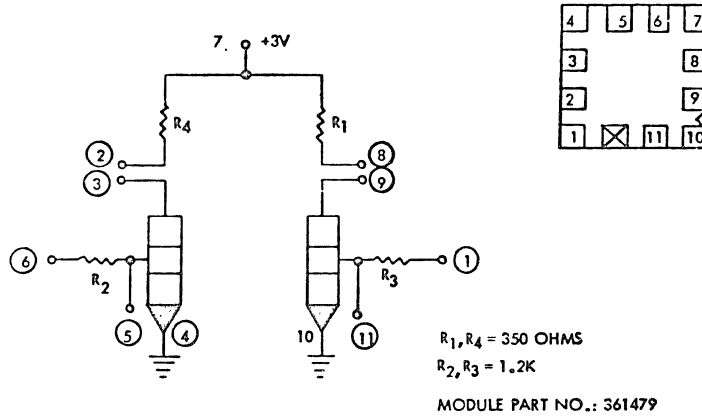 7. +3V
R4
R1
2
3
8
9
6
R2
5
4
10
11
R3
1
4 5 6 7
3 8
2 9
1 11 10
R1, R4 = 350 OHMS
R2, R3 = 1.2K
MODULE PART NO.: 361479